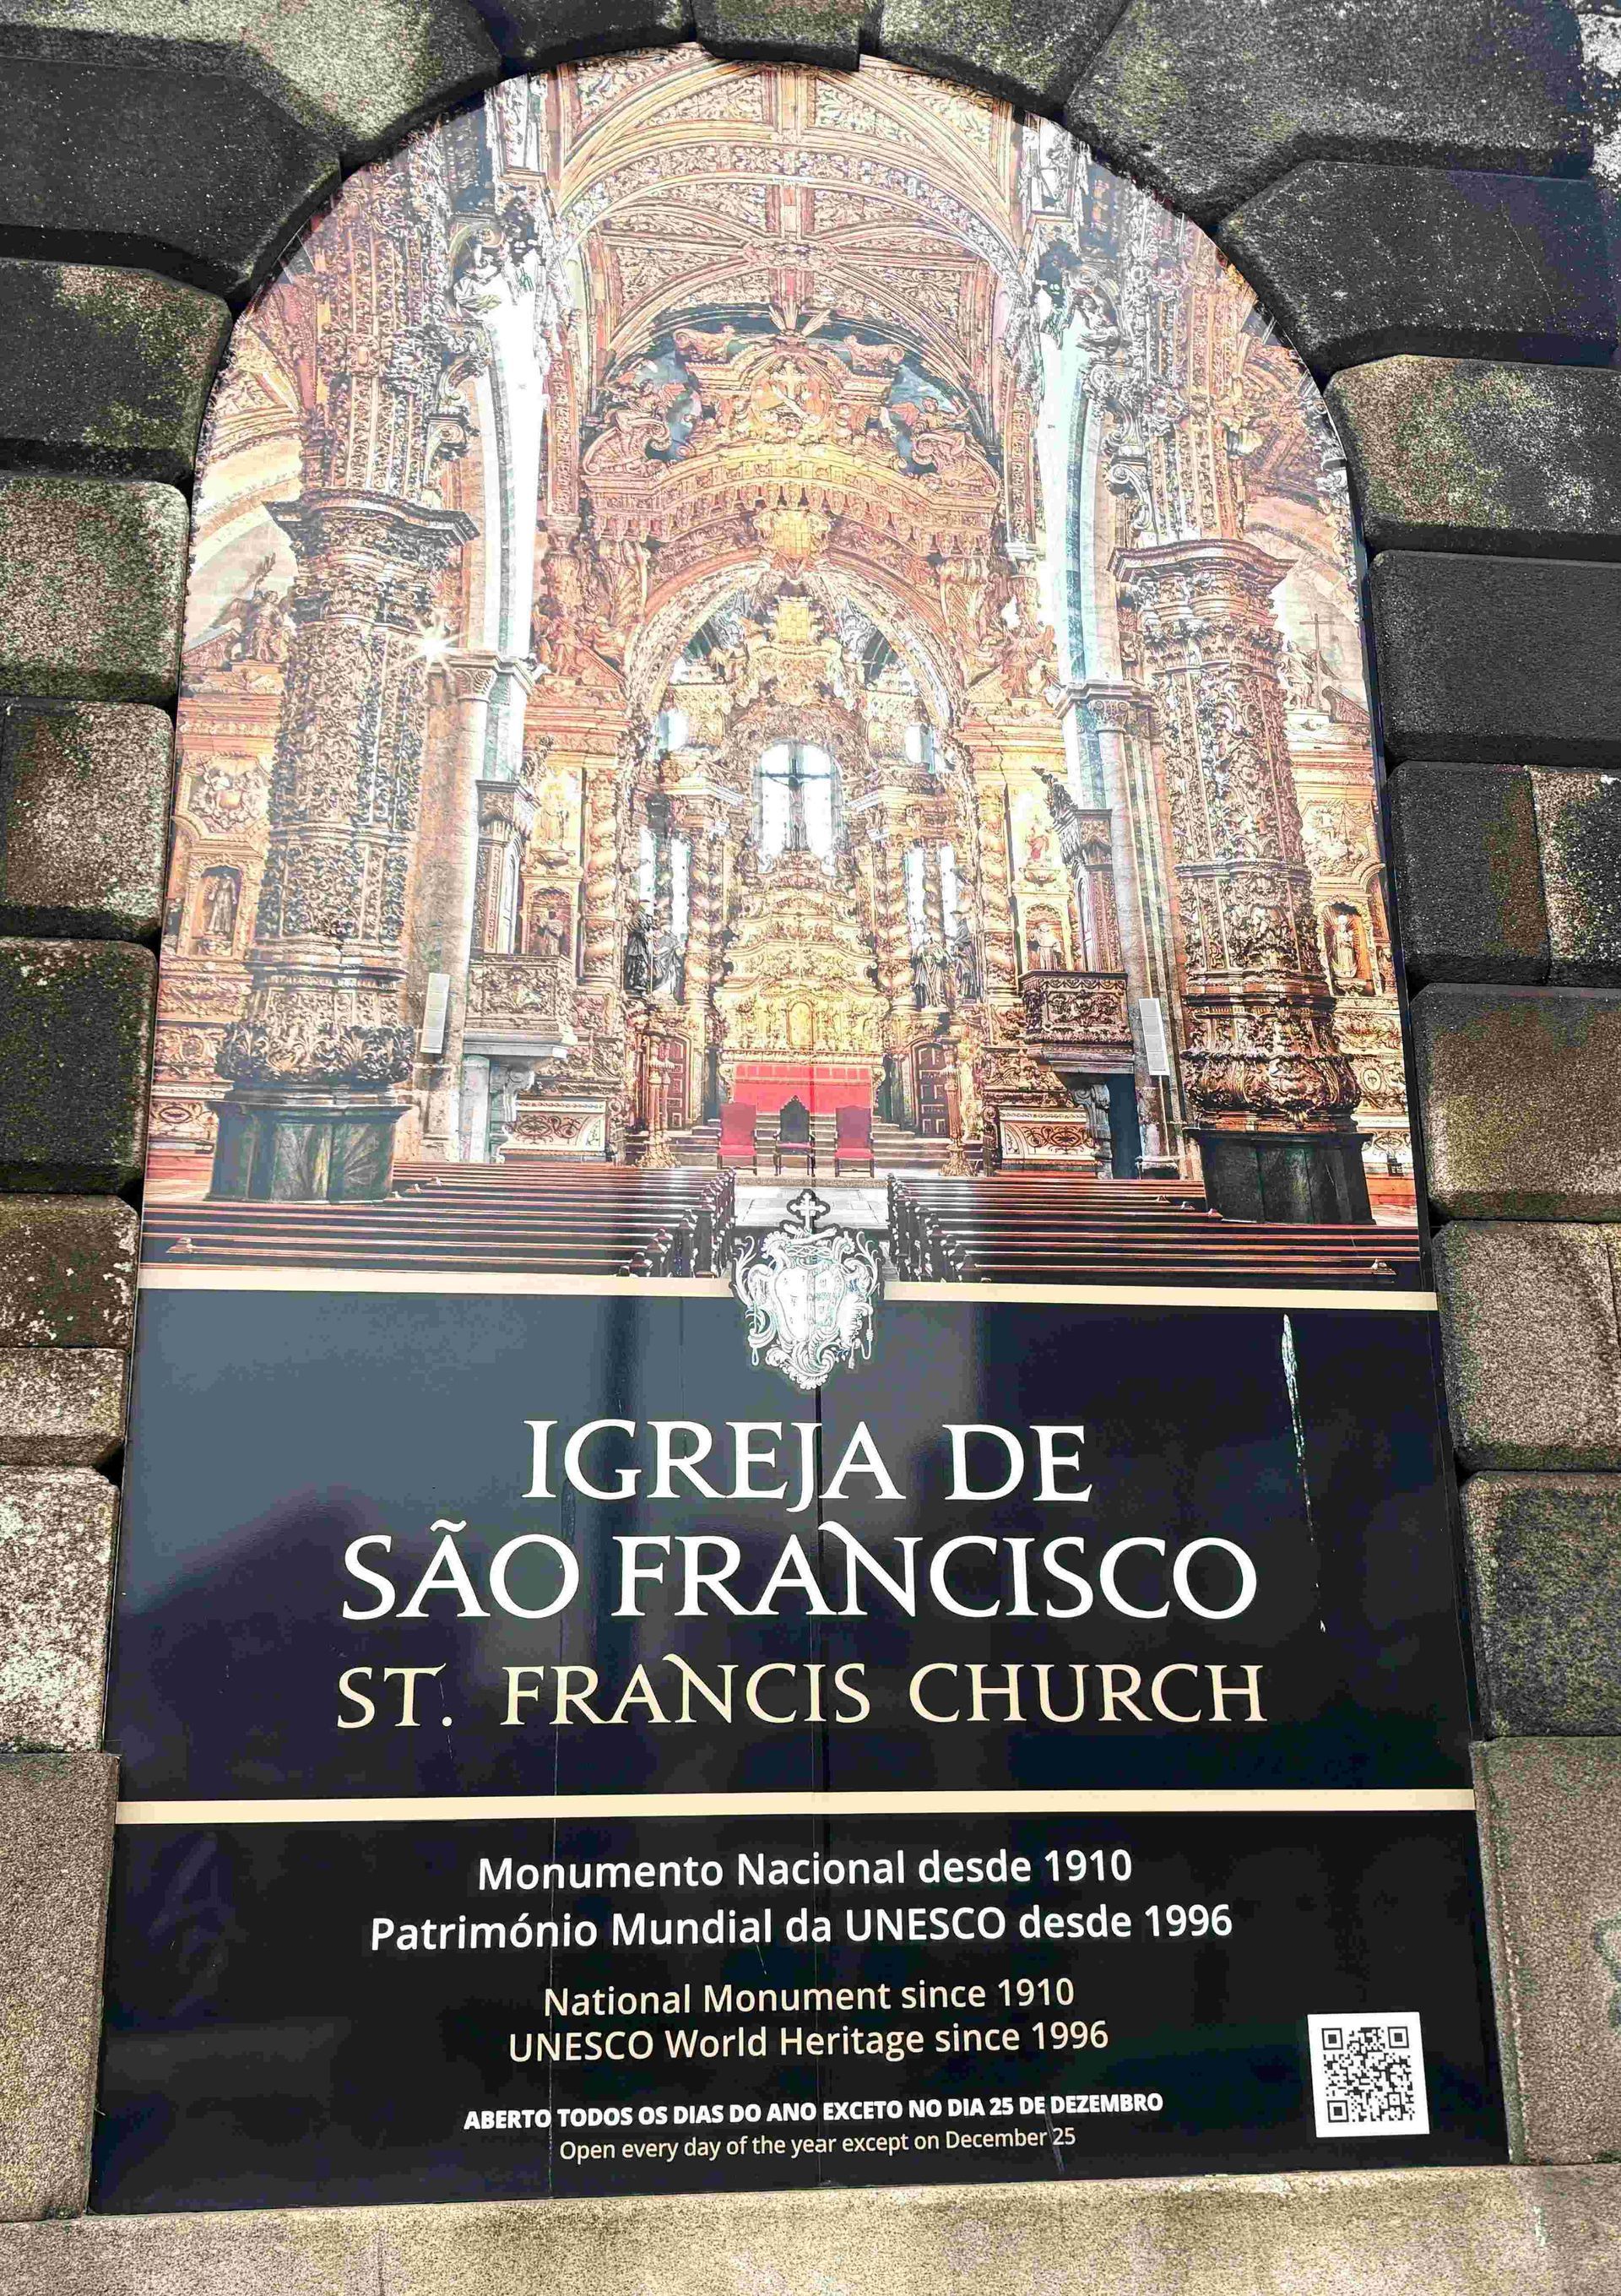 IGREJA DE
SÃO FRANCISCO
ST. FRANCIS CHURCH
Monumento Nacional desde 1910
Património Mundial da UNESCO desde 1996
National Monument since 1910
UNESCO World Heritage since 1996
ABERTO TODOS OS DIAS DO ANO EXCETO NO DIA 25 DE DEZEMBRO
Open every day of the year except on December 25